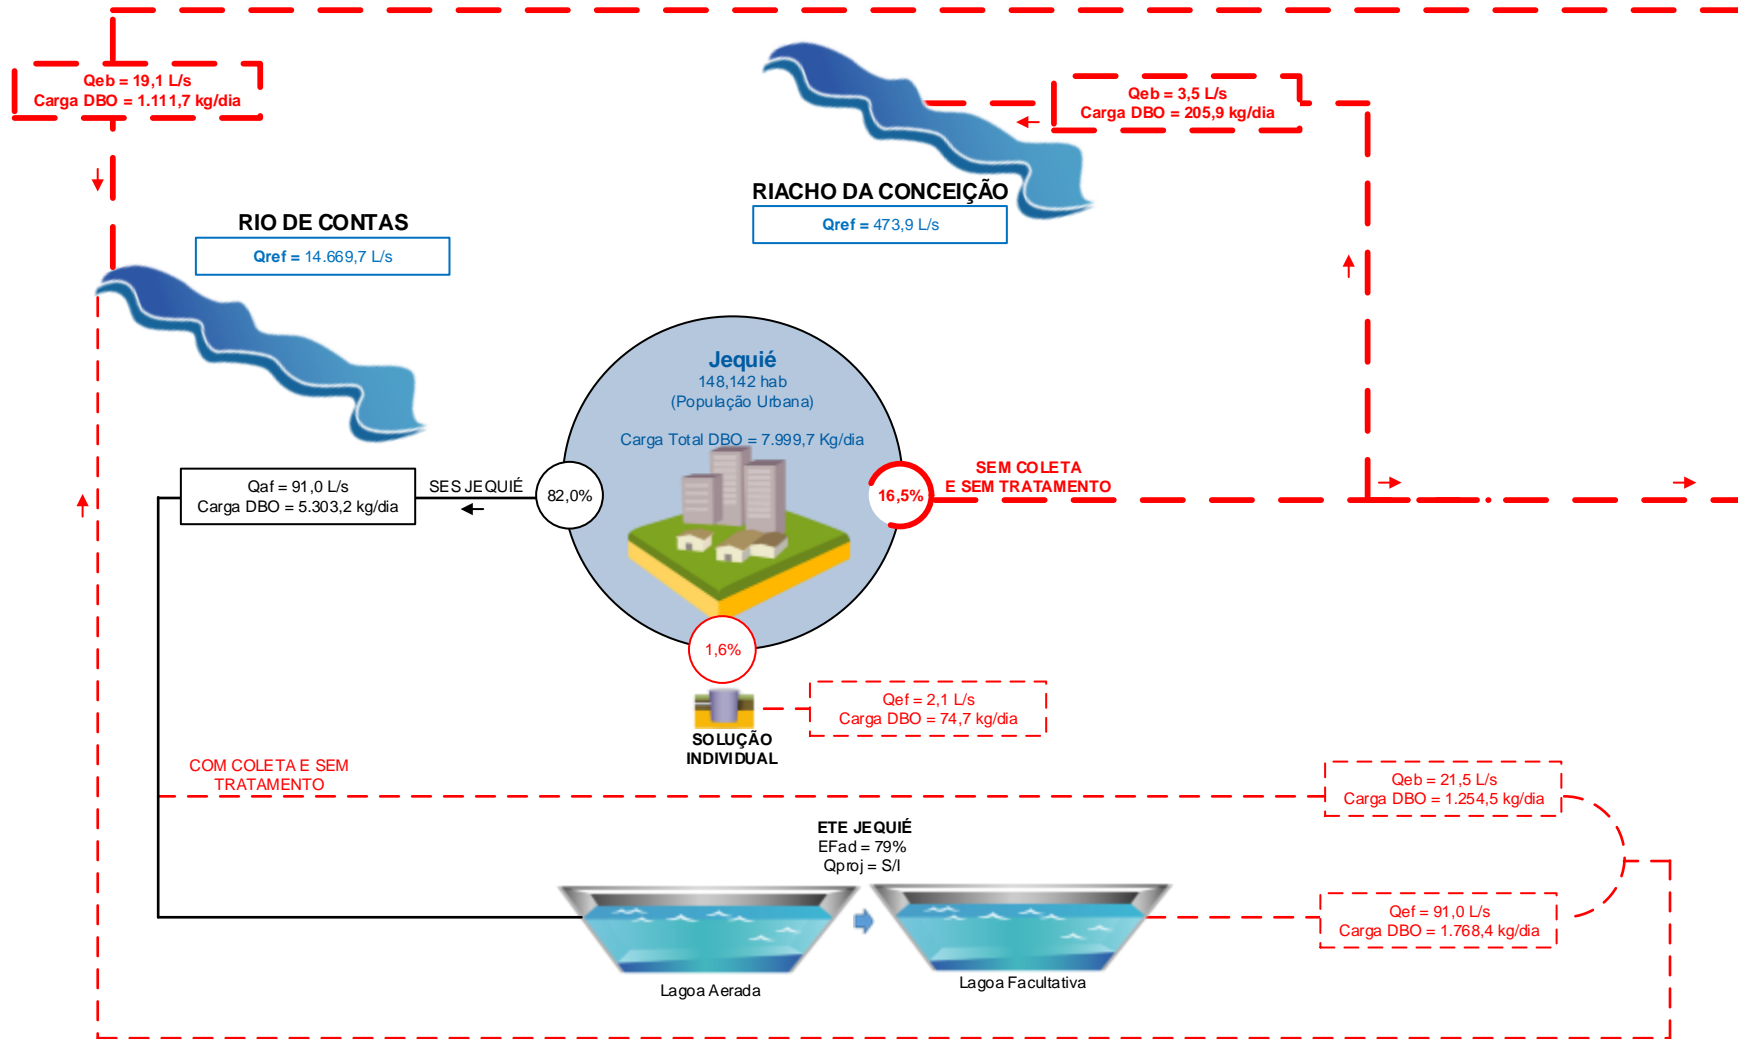 Qeb = 19,1 L/s
Carga DBO = 1.111,7 kg/dia
Qeb = 3,5 L/s
Carga DBO = 205,9 kg/dia
RIACHO DA CONCEIÇÃO
Qref = 473,9 L/s
RIO DE CONTAS
Qref = 14.669,7 L/s
Jequié
148,142 hab
(População Urbana)
Carga Total DBO = 7.999,7 Kg/dia
Qaf = 91,0 L/s
Carga DBO = 5.303,2 kg/dia
SES JEQUIÉ
82,0%
16,5%
SEM COLETA
E SEM TRATAMENTO
1,6%
Qef = 2,1 L/s
Carga DBO = 74,7 kg/dia
SOLUÇÃO
INDIVIDUAL
COM COLETA E SEM
TRATAMENTO
Qeb = 21,5 L/s
Carga DBO = 1.254,5 kg/dia
ETE JEQUIÉ
EFad = 79%
Qproj = S/I
Qef = 91,0 L/s
Carga DBO = 1.768,4 kg/dia
Lagoa Aerada
Lagoa Facultativa